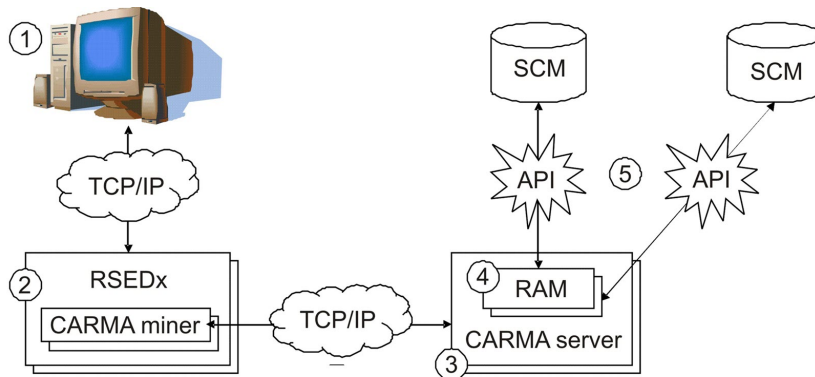 1
SCM
SCM
TCP/IP
API
5
API
2
RSEDx
CARMA miner
TCP/IP
4
RAM
CARMA server
3